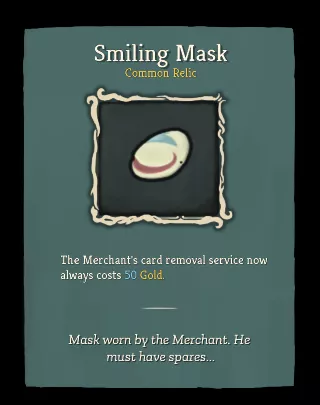 Smiling Mask
Common Relic
The Merchant's card removal service now
always costs 50 Gold.
Mask worn by the Merchant. He
must have spares...